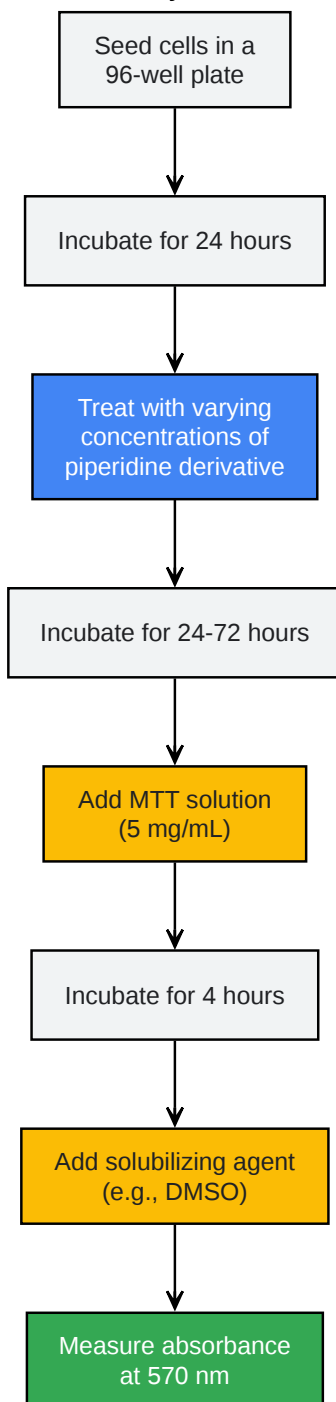 Seed cells in a
96-well plate
Incubate for 24 hours
Treat with varying
concentrations of
piperidine derivative
Incubate for 24-72 hours
Add MTT solution
(5 mg/mL)
Incubate for 4 hours
Add solubilizing agent
(e.g., DMSO)
Measure absorbance
at 570 nm